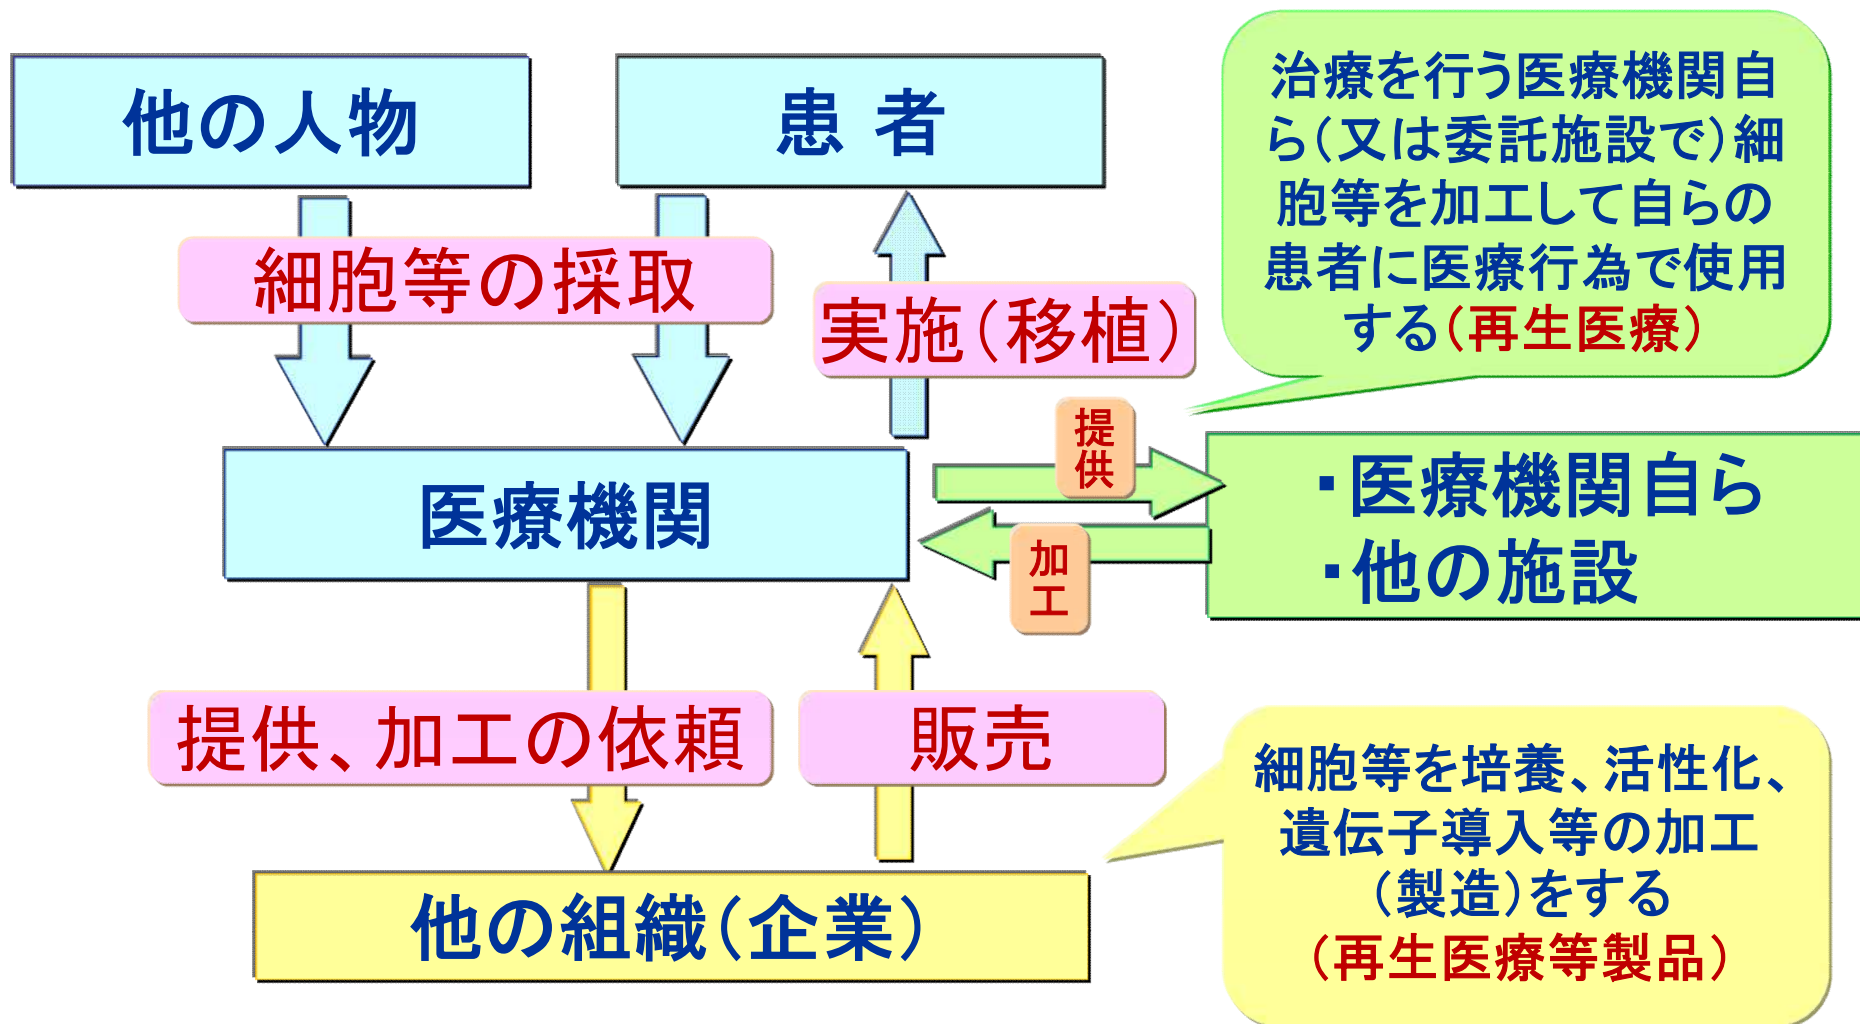 他の人物
患 者
治療を行う医療機関自
ら(又は委託施設で)細
胞等を加工して自らの
患者に医療行為で使用
する(再生医療)
細胞等の採取
実施(移植)
提
供
医療機関
・医療機関自ら
・他の施設
加
工
提供、加工の依頼
販売
細胞等を培養、活性化、
遺伝子導入等の加工
(製造)をする
(再生医療等製品)
他の組織(企業)